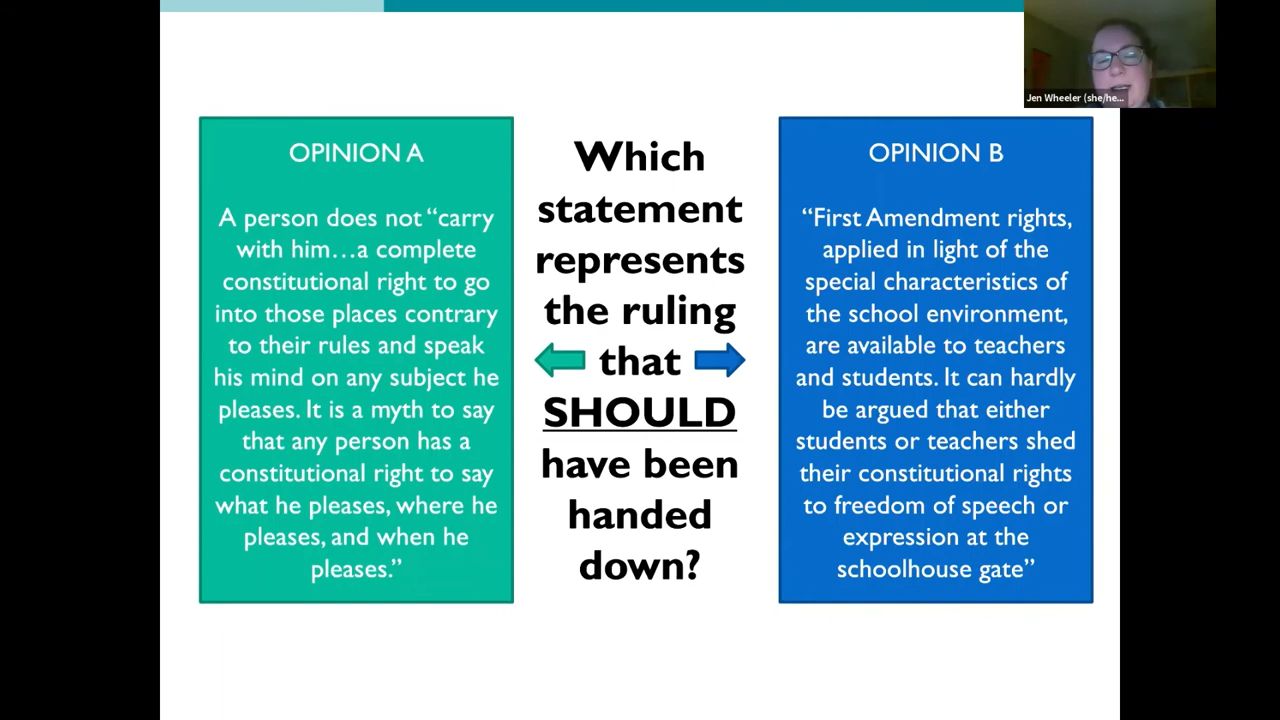 Jen Wheeler (she/he...
OPINION A
A person does not “carry
with him…a complete
constitutional right to go
into those places contrary
to their rules and speak
his mind on any subject he
pleases. It is a myth to say
that any person has a
constitutional right to say
what he pleases, where he
pleases, and when he
pleases.”
Which
statement
represents
the ruling
that
SHOULD
have been
handed
down?
OPINION B
“First Amendment rights,
applied in light of the
special characteristics of
the school environment,
are available to teachers
and students. It can hardly
be argued that either
students or teachers shed
their constitutional rights
to freedom of speech or
expression at the
schoolhouse gate”